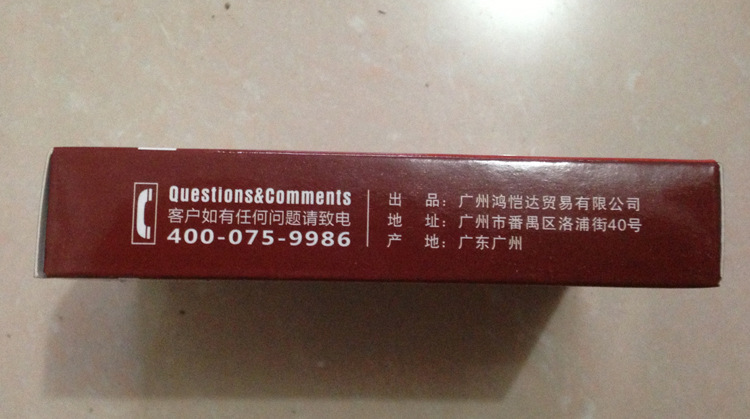 Questions&Comments
客户如有任何问题请致电
400-075-9986
出 品：广州鸿恺达贸易有限公司
地 址：广州市番禺区洛浦街40号
产 地：广东广州